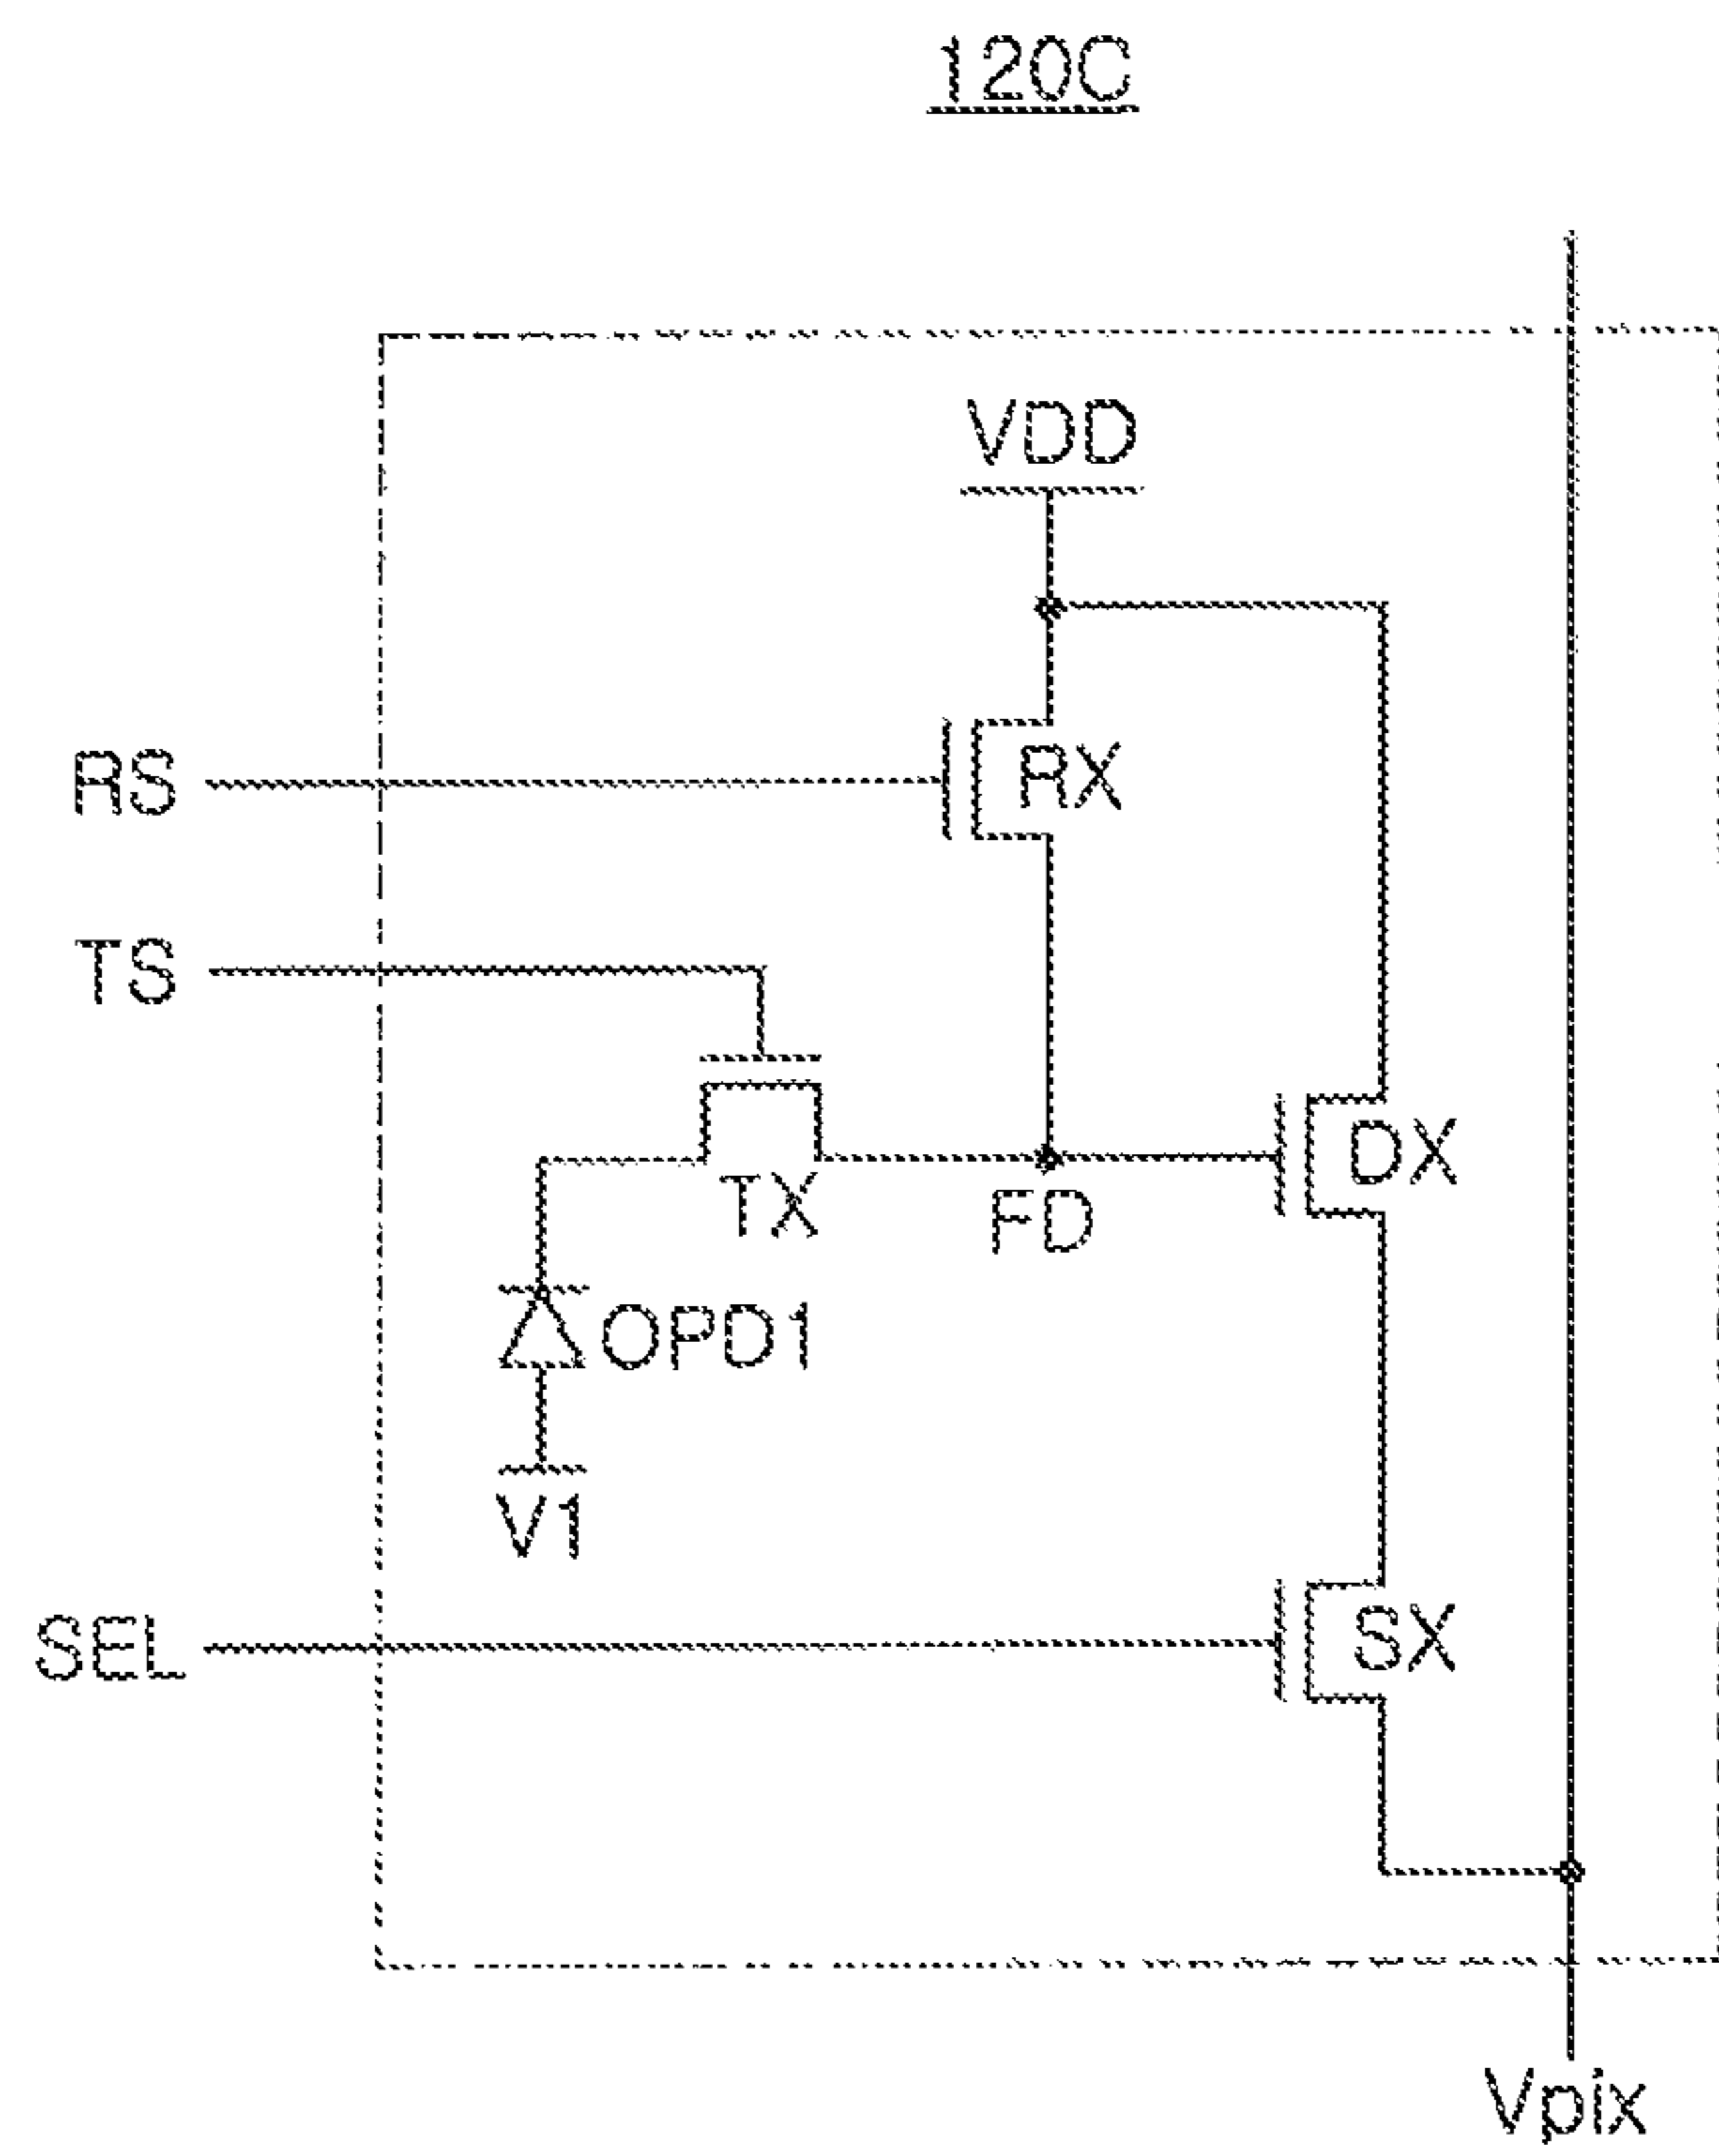 120C
VDD
RS
RX
TS
TX
FD
DX
OPD1
V1
SEL
SX
Vpix